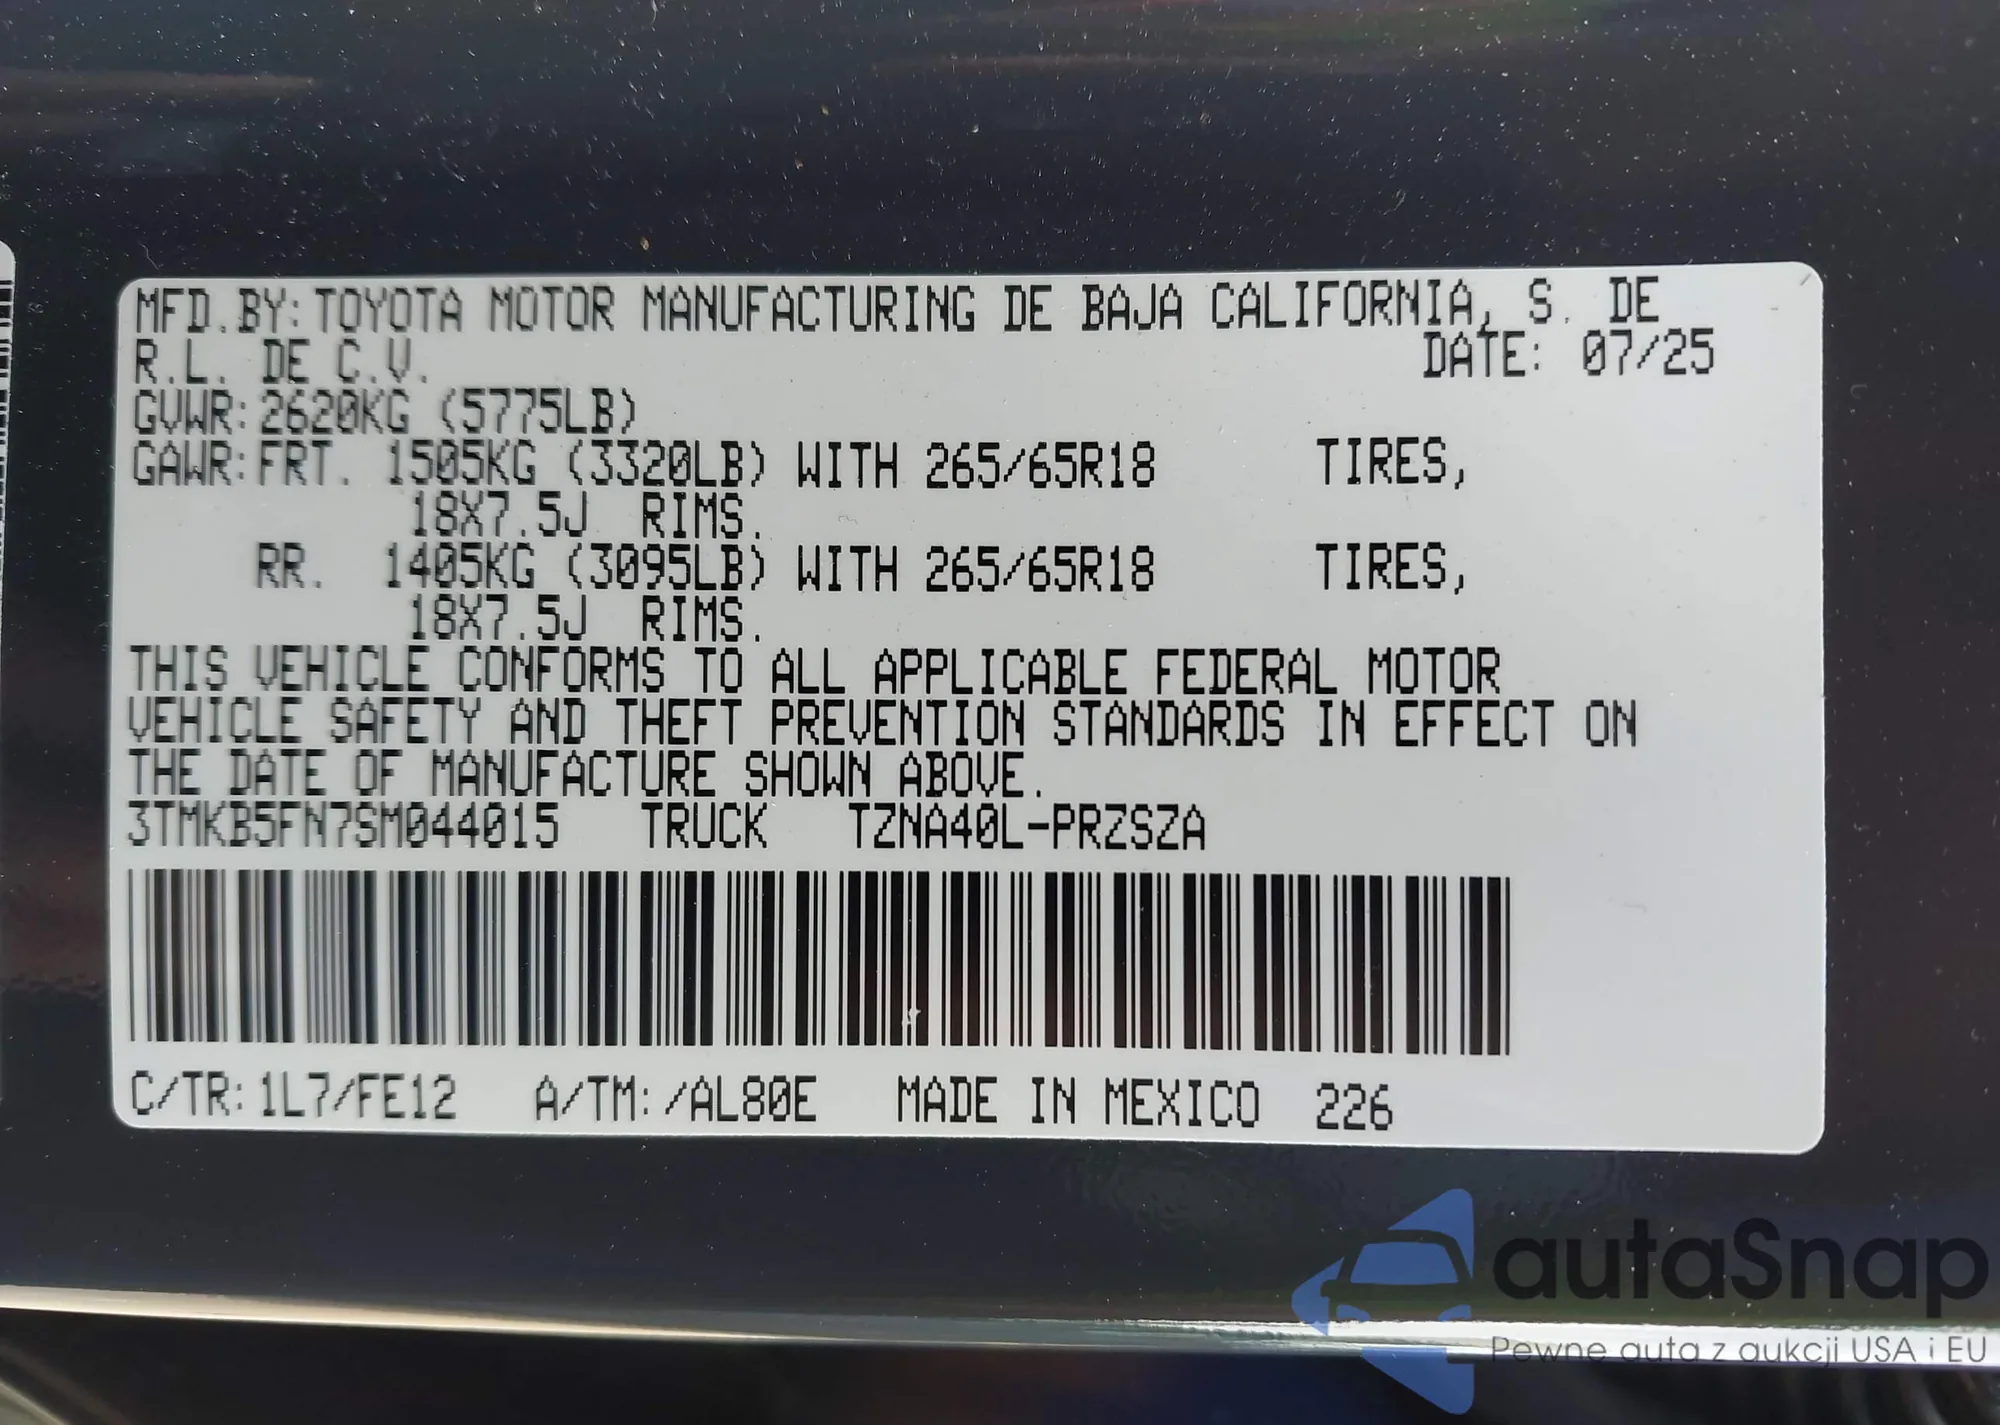 MFD.BY: TOYOTA MOTOR MANUFACTURING DE BAJA CALIFORNIA, S. DE
R.L. DE C.V. DATE: 07/25
GVWR: 2620KG (5775LB)
GAWR: FRT. 1505KG (3320LB) WITH 265/65R18 TIRES,
18X7.5J RIMS.
RR. 1405KG (3095LB) WITH 265/65R18 TIRES,
18X7.5J RIMS.
THIS VEHICLE CONFORMS TO ALL APPLICABLE FEDERAL MOTOR
VEHICLE SAFETY AND THEFT PREVENTION STANDARDS IN EFFECT ON
THE DATE OF MANUFACTURE SHOWN ABOVE.
3TMKB5FN7SM044015 TRUCK TZNA40L-PRZSZA
C/TR: 1L7/FE12 A/TM: /AL80E MADE IN MEXICO 226
autaSnap
Pewne auta z aukcji USA i EU